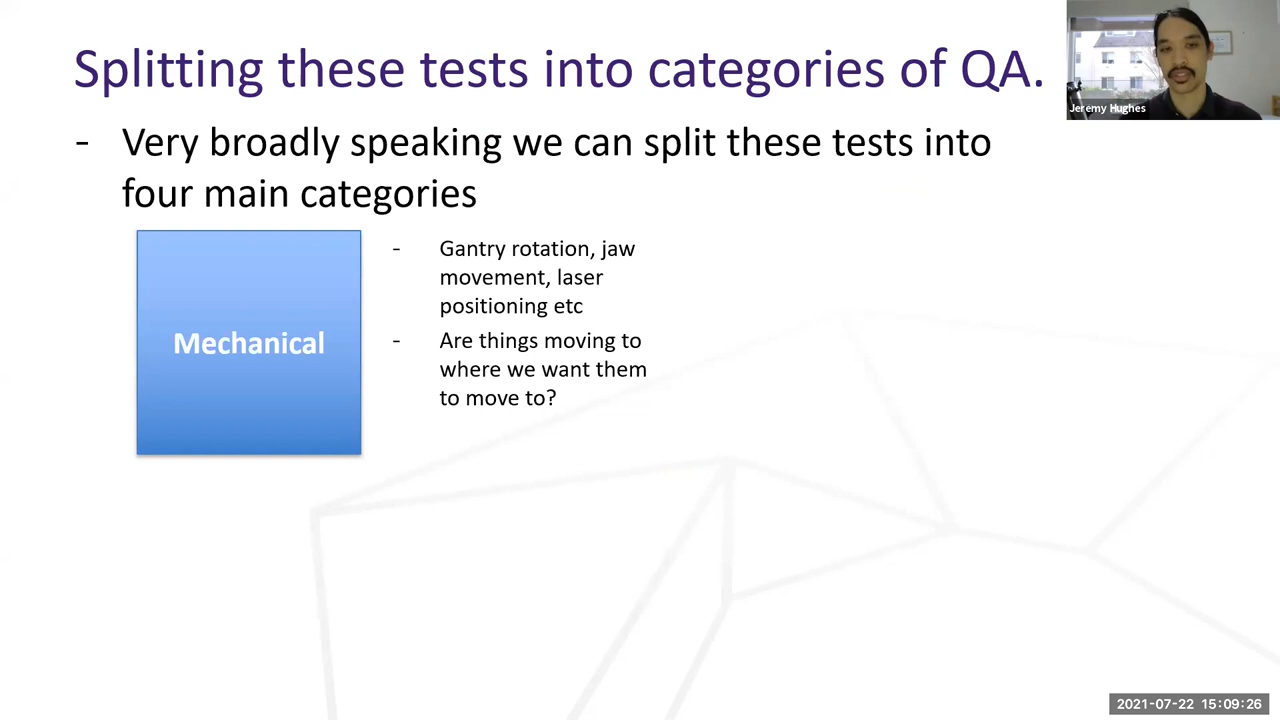 Splitting these tests into categories of QA.
Jeremy Hughes
- Very broadly speaking we can split these tests into
four main categories
Mechanical
- Gantry rotation, jaw
movement, laser
positioning etc
- Are things moving to
where we want them
to move to?
2021-07-22 15:09:26